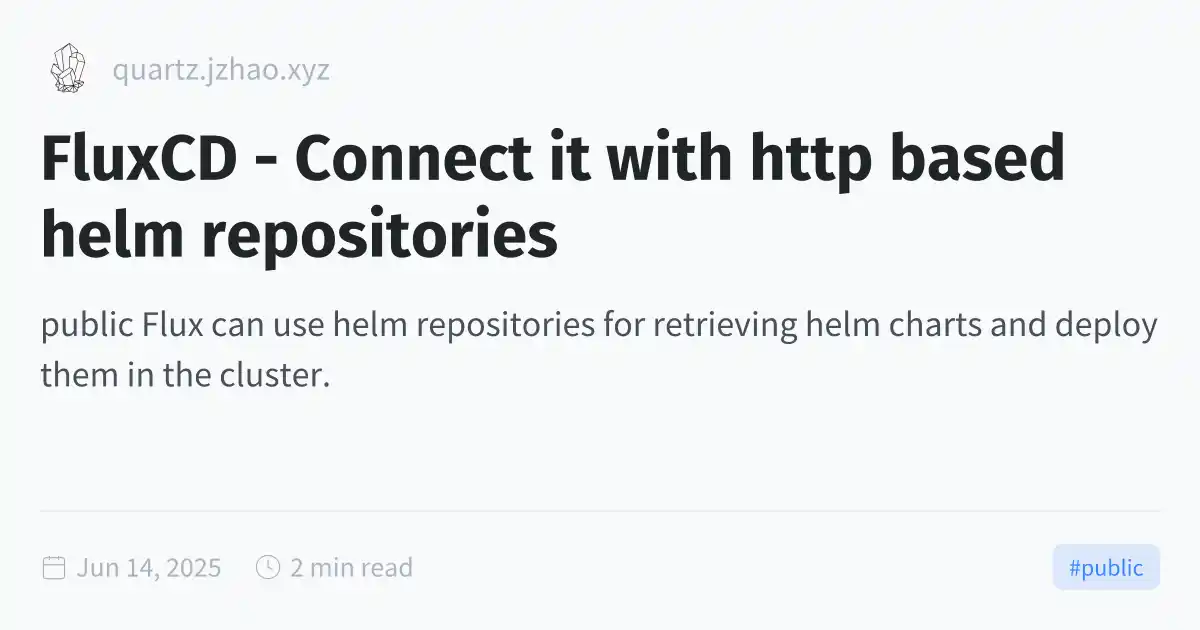 quartz.jzhao.xyz
FluxCD - Connect it with http based
helm repositories
public Flux can use helm repositories for retrieving helm charts and deploy
them in the cluster.
Jun 14, 2025
2 min read
#public